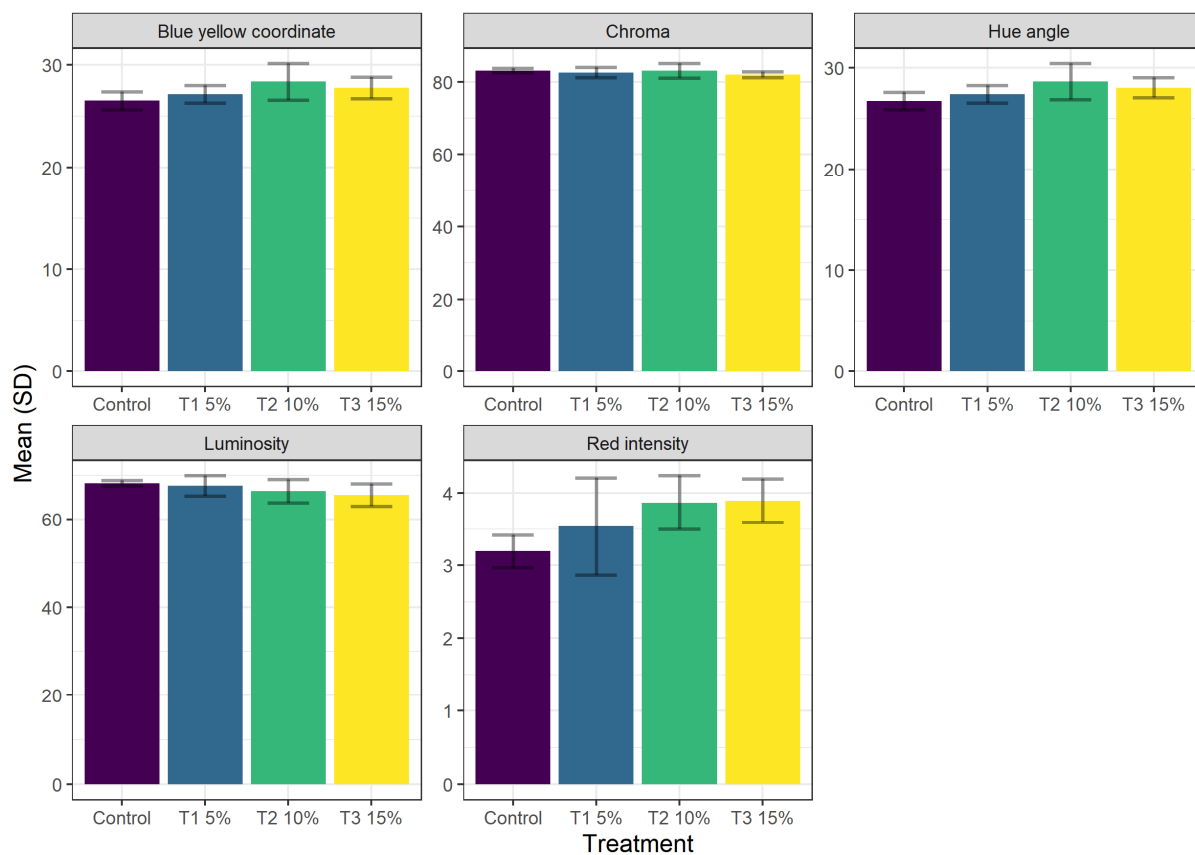 Blue yellow coordinate
Chroma
Hue angle
30
20
10
0
80
60
40
20
0
30
20
10
0
Control T1 5% T2 10% T3 15%
Control T1 5% T2 10% T3 15%
Control T1 5% T2 10% T3 15%
Mean (SD)
Luminosity
Red intensity
60
40
20
0
4
3
2
1
0
Control T1 5% T2 10% T3 15%
Control T1 5% T2 10% T3 15%
Treatment